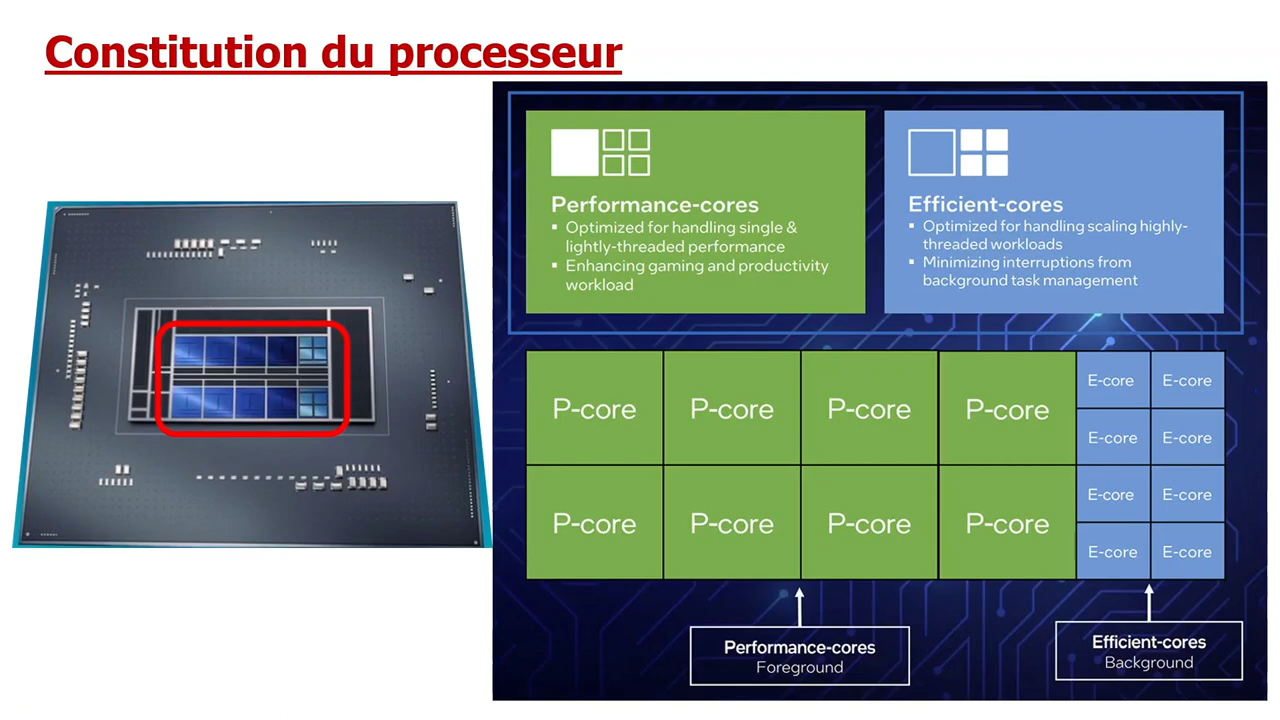 Constitution du processeur
Performance-cores
▪ Optimized for handling single &
lightly-threaded performance
▪ Enhancing gaming and productivity
workload
Efficient-cores
▪ Optimized for handling scaling highly-
threaded workloads
▪ Minimizing interruptions from
background task management
P-core P-core P-core P-core
E-core E-core
E-core E-core
P-core P-core P-core P-core
E-core E-core
E-core E-core
Performance-cores
Foreground
Efficient-cores
Background